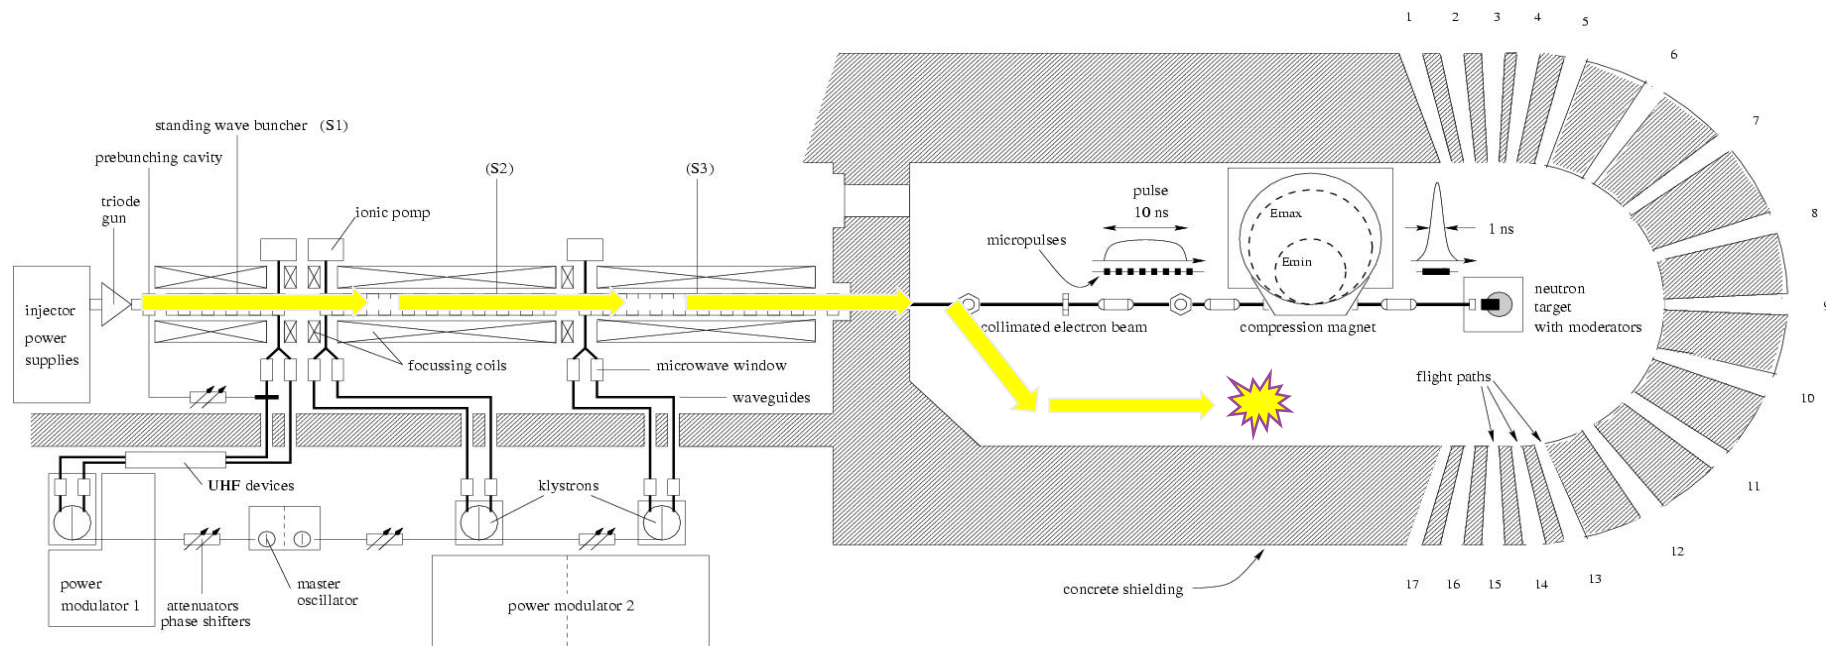 1
2
3
4
5
6
7
8
9
10
11
12
13
14
15
16
17
standing wave buncher (S1)
prebunching cavity
(S2)
(S3)
triode
gun
ionic pomp
injector
power
supplies
focussing coils
microwave window
waveguides
UHF devices
klystrons
power
modulator 1
attenuators
phase shifters
master
oscillator
power modulator 2
pulse
10 ns
micropulses
Emax
Emin
1 ns
collimated electron beam
compression magnet
neutron
target
with moderators
flight paths
concrete shielding